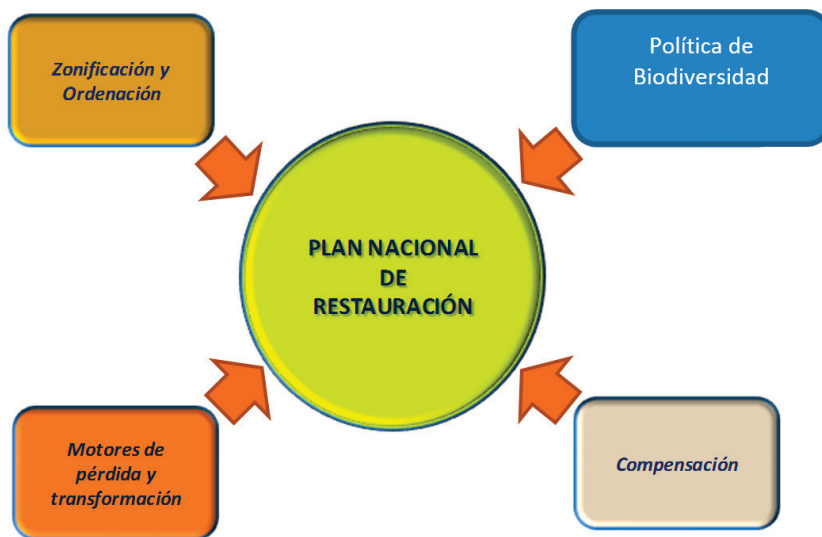 Zonificación y
Ordenación
Política de
Biodiversidad
PLAN NACIONAL
DE
RESTAURACIÓN
Motores de
pérdida y
transformación
Compensación